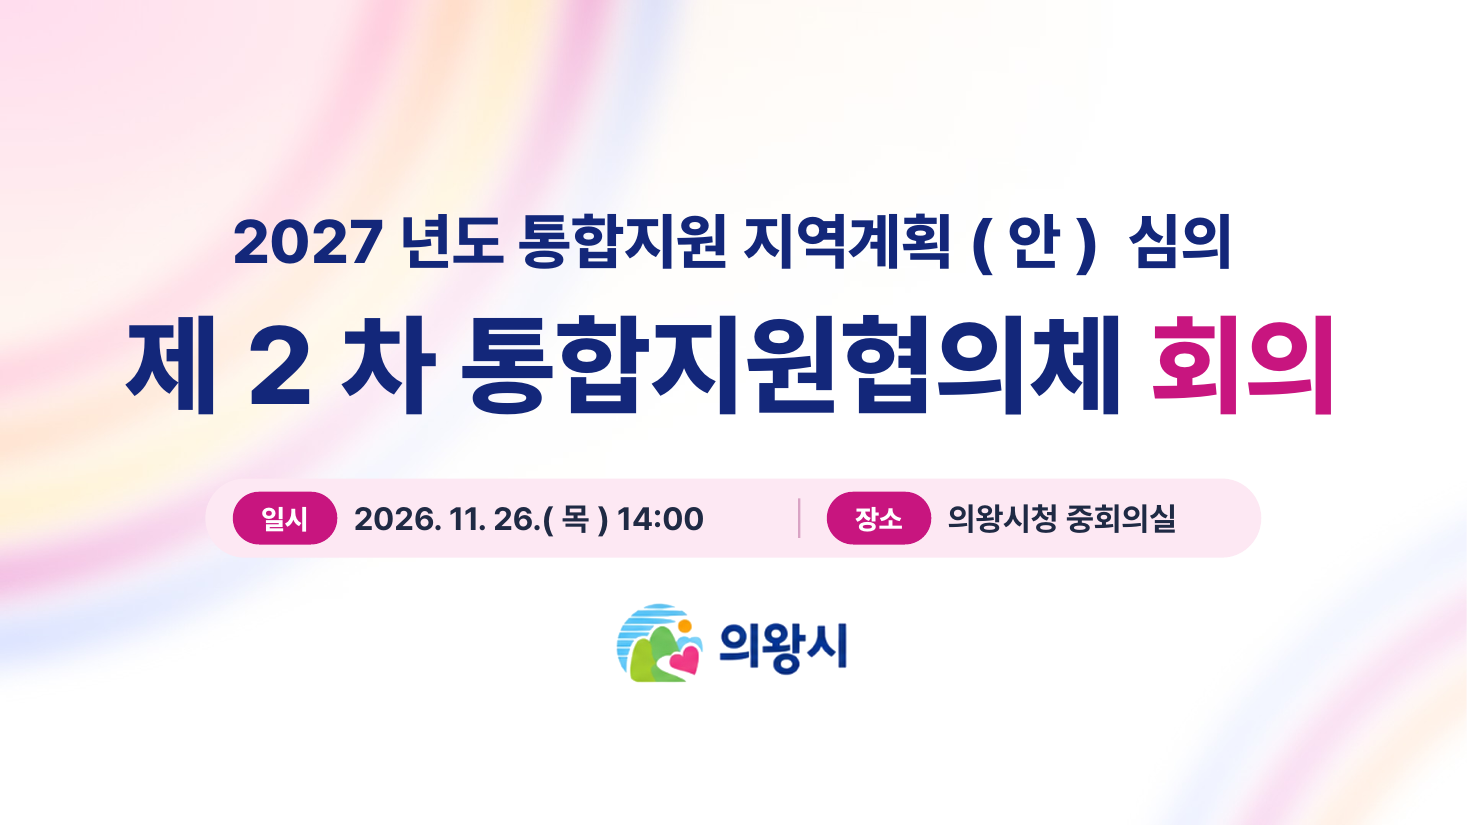 2027 년도 통합지원 지역계획 ( 안 ) 심의
제 2 차 통합지원협의체 회의
일시 2026. 11. 26.( 목 ) 14:00 장소 의왕시청 중회의실
의왕시